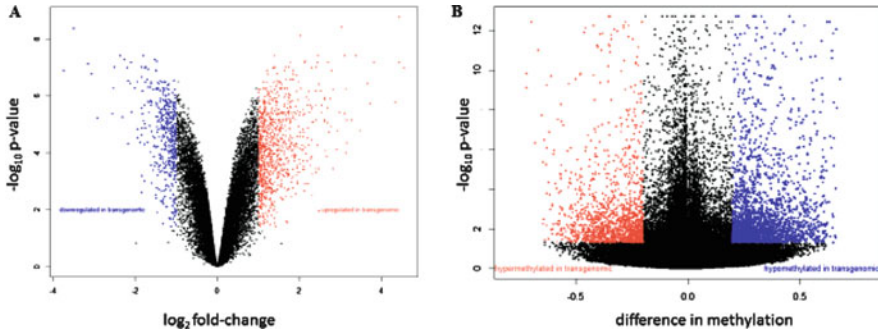 A
-log10 p-value
8
6
4
2
0
downregulated in transgenomic
upregulated in transgenomic
-4
-2
0
2
4
log2 fold-change
B
-log10 p-value
12
10
8
6
4
2
0
hypermethylated in transgenomic
hypomethylated in transgenomic
-0.5
0.0
0.5
difference in methylation